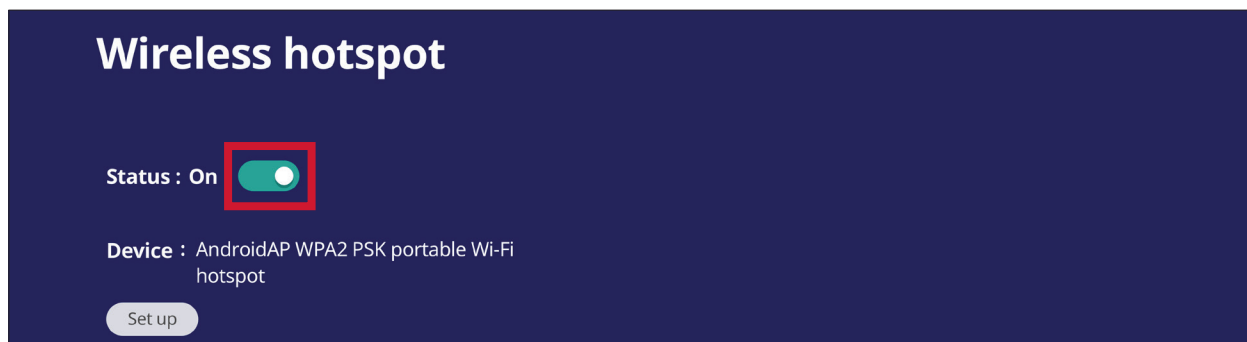 Wireless hotspot
Status : On
Device : AndroidAP WPA2 PSK portable Wi-Fi
hotspot
Set up